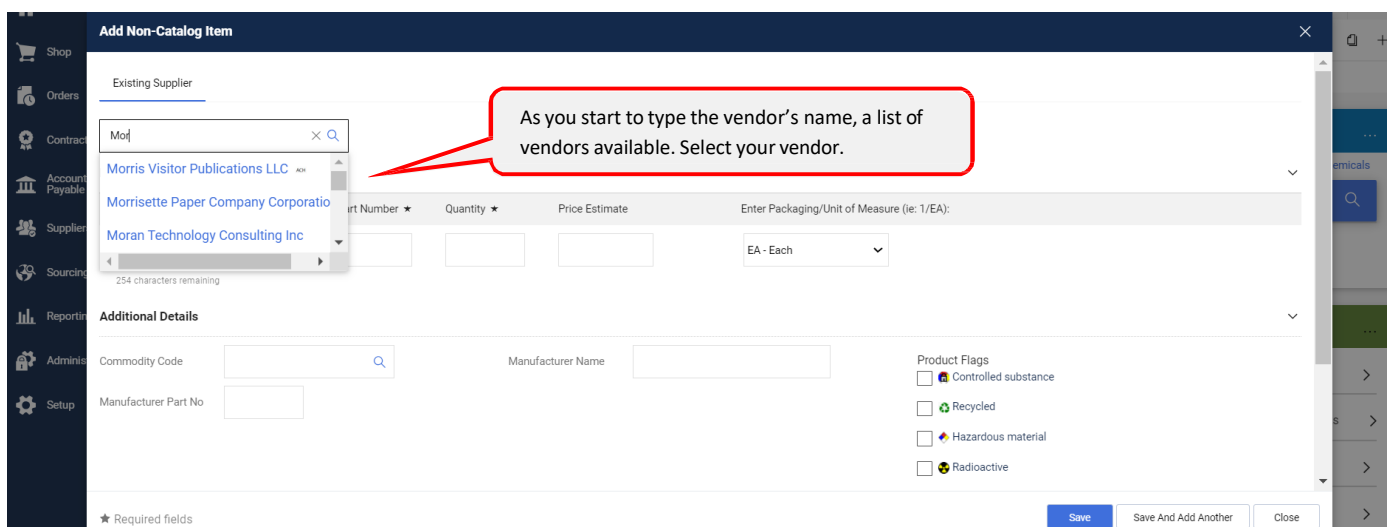 Add Non-Catalog Item
Shop
Existing Supplier
Orders
As you start to type the vendor's name, a list of
vendors available. Select your vendor.
Mor
Contract
Morris Visitor Publications LLC ACH
emicals
Account
Payable
Morrisette Paper Company Corporatio
art Number ★ Quantity ★ Price Estimate Enter Packaging/Unit of Measure (ie: 1/EA):
Supplier
Moran Technology Consulting Inc
EA - Each
Sourcing
254 characters remaining
Reportin
Additional Details
Adminis
Commodity Code Manufacturer Name Product Flags
Controlled substance
Setup
Manufacturer Part No
Recycled
s
Hazardous material
Radioactive
★ Required fields Save Save And Add Another Close